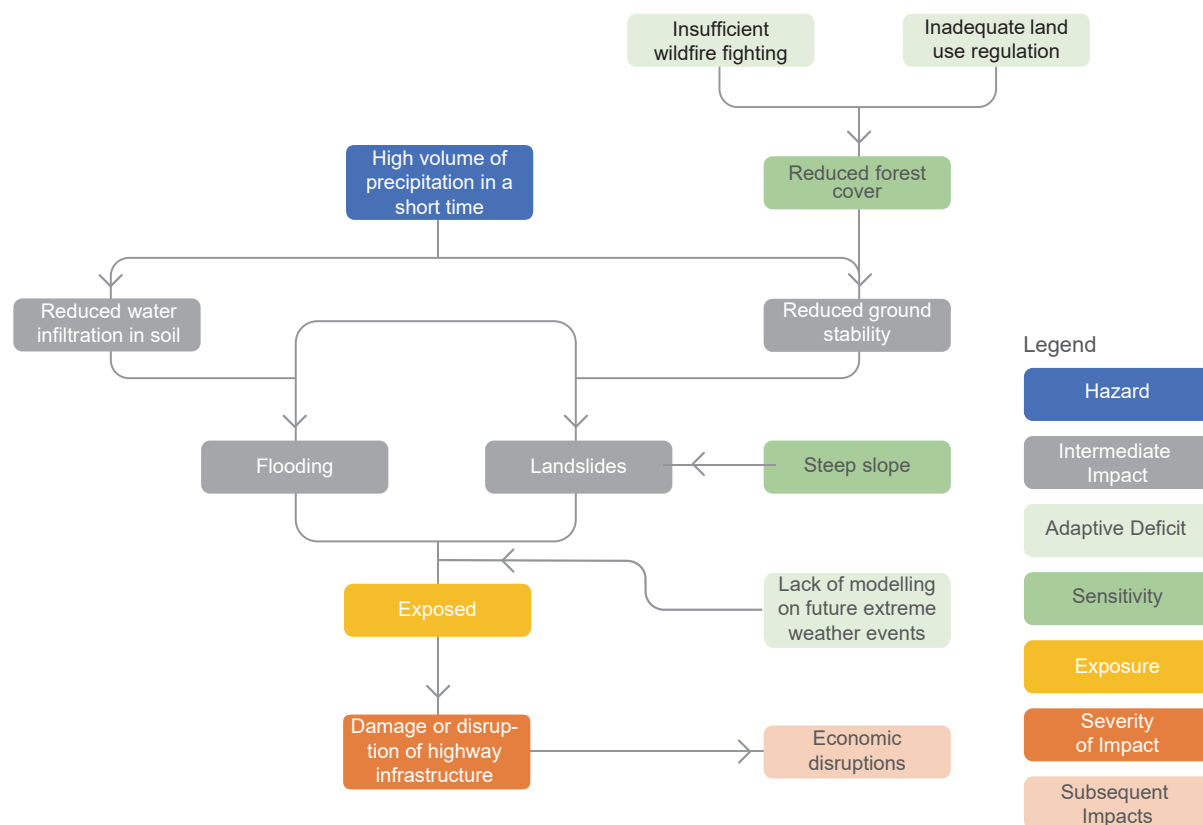 Insufficient
wildfire fighting
Inadequate land
use regulation
High volume of
precipitation in a
short time
Reduced forest
cover
Reduced water
infiltration in soil
Reduced ground
stability
Flooding
Landslides
Steep slope
Exposed
Lack of modelling
on future extreme
weather events
Damage or disrup-
tion of highway
infrastructure
Economic
disruptions
Legend
Hazard
Intermediate
Impact
Adaptive Deficit
Sensitivity
Exposure
Severity
of Impact
Subsequent
Impacts